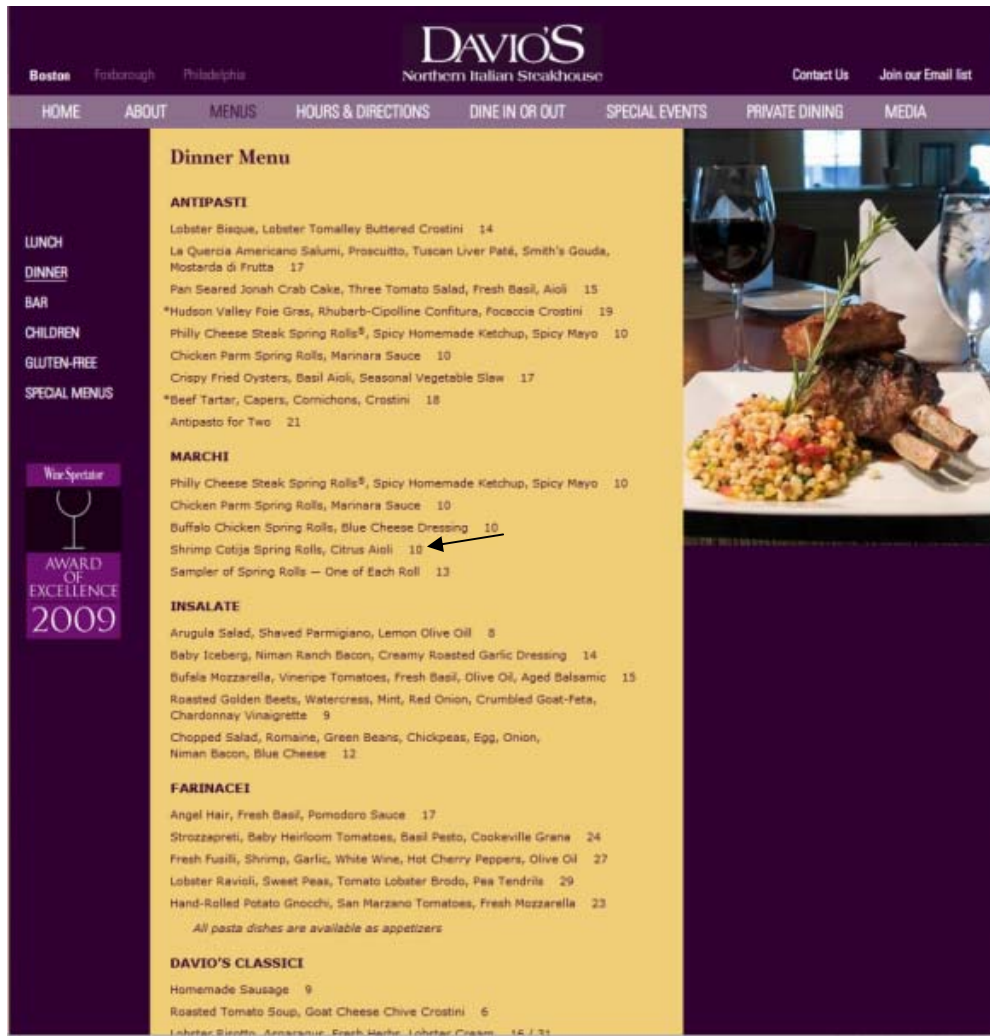 DAVIO'S
Northern Italian Steakhouse
Boston Foxborough Philadelphia
Contact Us Join our Email list
HOME ABOUT MENUS HOURS & DIRECTIONS DINE IN OR OUT SPECIAL EVENTS PRIVATE DINING MEDIA
LUNCH
DINNER
BAR
CHILDREN
GLUTEN-FREE
SPECIAL MENUS
Wine Spectator
AWARD
OF
EXCELLENCE
2009
Dinner Menu
ANTIPASTI
Lobster Bisque, Lobster Tomalley Buttered Crostini 14
La Quercia Americano Salumi, Proscuitto, Tuscan Liver Paté, Smith's Gouda,
Mostarda di Frutta 17
Pan Seared Jonah Crab Cake, Three Tomato Salad, Fresh Basil, Aioli 15
*Hudson Valley Foie Gras, Rhubarb-Cipolline Confitura, Focaccia Crostini 19
Philly Cheese Steak Spring Rolls®, Spicy Homemade Ketchup, Spicy Mayo 10
Chicken Parm Spring Rolls, Marinara Sauce 10
Crispy Fried Oysters, Basil Aioli, Seasonal Vegetable Slaw 17
*Beef Tartar, Capers, Cornichons, Crostini 18
Antipasto for Two 21
MARCHI
Philly Cheese Steak Spring Rolls®, Spicy Homemade Ketchup, Spicy Mayo 10
Chicken Parm Spring Rolls, Marinara Sauce 10
Buffalo Chicken Spring Rolls, Blue Cheese Dressing 10
Shrimp Cotija Spring Rolls, Citrus Aioli 10
Sampler of Spring Rolls — One of Each Roll 13
INSALATE
Arugula Salad, Shaved Parmigiano, Lemon Olive Oill 8
Baby Iceberg, Niman Ranch Bacon, Creamy Roasted Garlic Dressing 14
Bufala Mozzarella, Vineripe Tomatoes, Fresh Basil, Olive Oil, Aged Balsamic 15
Roasted Golden Beets, Watercress, Mint, Red Onion, Crumbled Goat-Feta,
Chardonnay Vinaigrette 9
Chopped Salad, Romaine, Green Beans, Chickpeas, Egg, Onion,
Niman Bacon, Blue Cheese 12
FARINACEI
Angel Hair, Fresh Basil, Pomodoro Sauce 17
Strozzapreti, Baby Heirloom Tomatoes, Basil Pesto, Cookeville Grana 24
Fresh Fusilli, Shrimp, Garlic, White Wine, Hot Cherry Peppers, Olive Oil 27
Lobster Ravioli, Sweet Peas, Tomato Lobster Brodo, Pea Tendrils 29
Hand-Rolled Potato Gnocchi, San Marzano Tomatoes, Fresh Mozzarella 23
All pasta dishes are available as appetizers
DAVIO'S CLASSICI
Homemade Sausage 9
Roasted Tomato Soup, Goat Cheese Chive Crostini 6
Lobster Risotto, Asparagus, Fresh Herbs, Lobster Cream 16 / 31